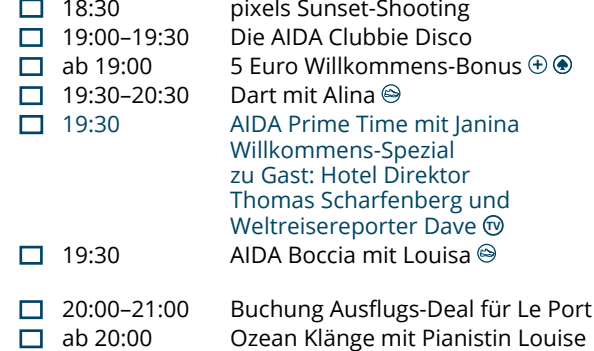 18:30 pixels Sunset-Shooting
19:00–19:30 Die AIDA Clubbie Disco
ab 19:00 5 Euro Willkommens-Bonus
19:30–20:30 Dart mit Alina
19:30 AIDA Prime Time mit Janina
Willkommens-Spezial
zu Gast: Hotel Direktor
Thomas Scharfenberg und
Weltreisereporter Dave TV
19:30 AIDA Boccia mit Louisa
20:00–21:00 Buchung Ausflugs-Deal für Le Port
ab 20:00 Ozean Klänge mit Pianistin Louise